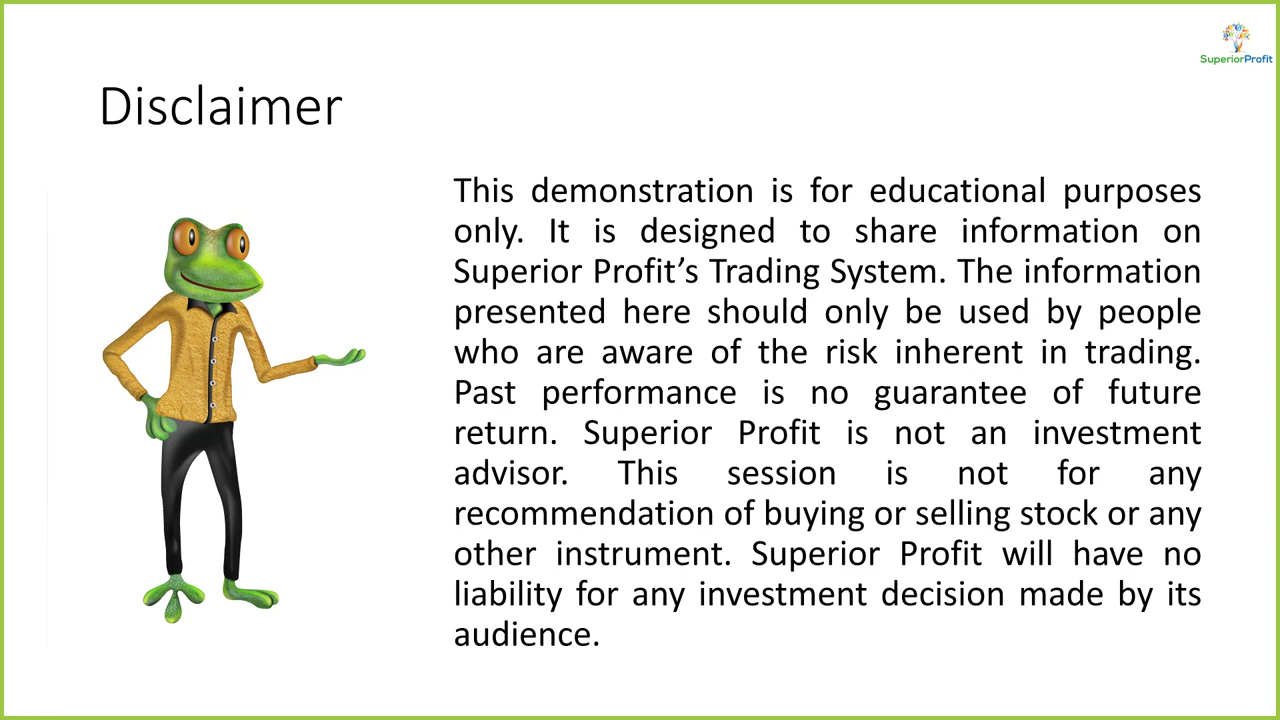 SuperiorProfit
Disclaimer
This demonstration is for educational purposes
only. It is designed to share information on
Superior Profit’s Trading System. The information
presented here should only be used by people
who are aware of the risk inherent in trading.
Past performance is no guarantee of future
return. Superior Profit is not an investment
advisor. This session is not for any
recommendation of buying or selling stock or any
other instrument. Superior Profit will have no
liability for any investment decision made by its
audience.